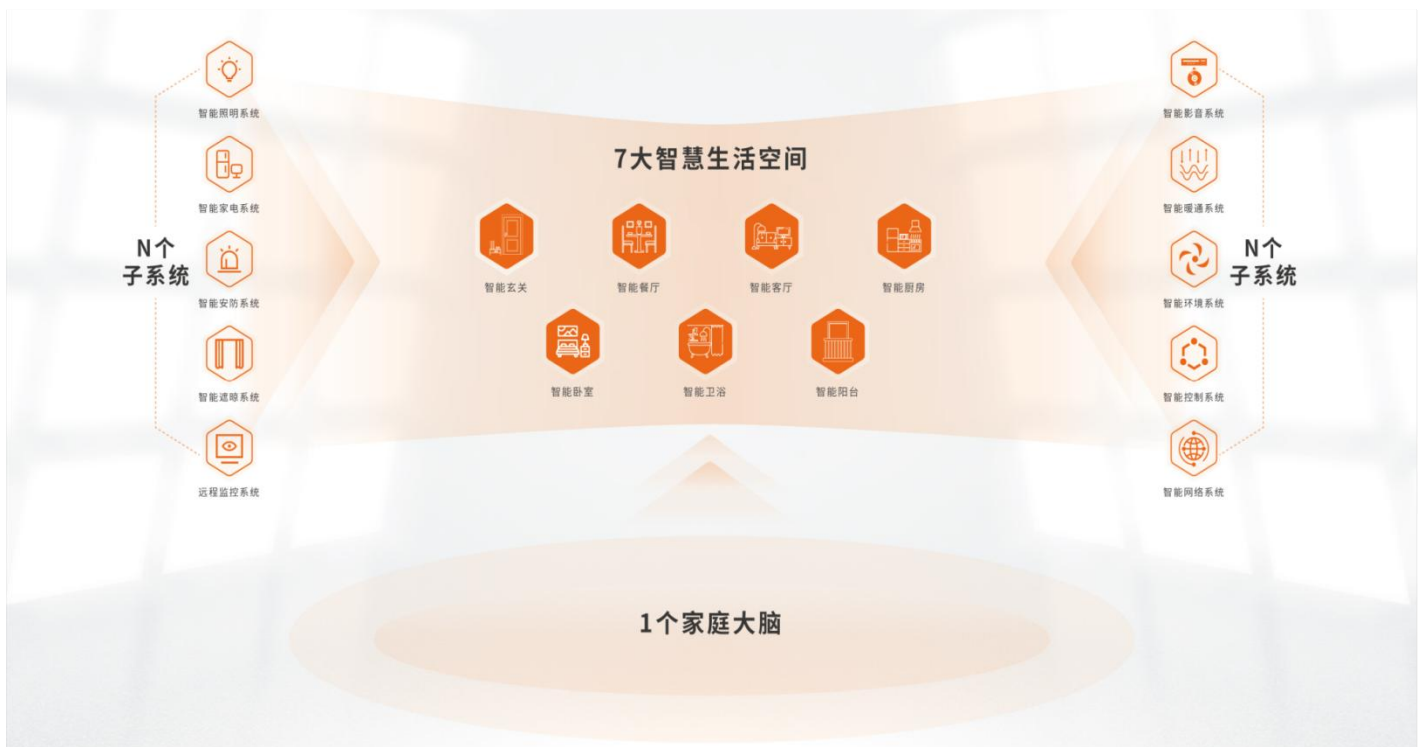 智能照明系统
智能家电系统
N个
子系统
智能安防系统
智能遮晾系统
远程监控系统
7大智慧生活空间
智能玄关
智能餐厅
智能客厅
智能厨房
智能卧室
智能卫浴
智能阳台
1个家庭大脑
智能影音系统
智能暖通系统
N个
子系统
智能环境系统
智能控制系统
智能网络系统